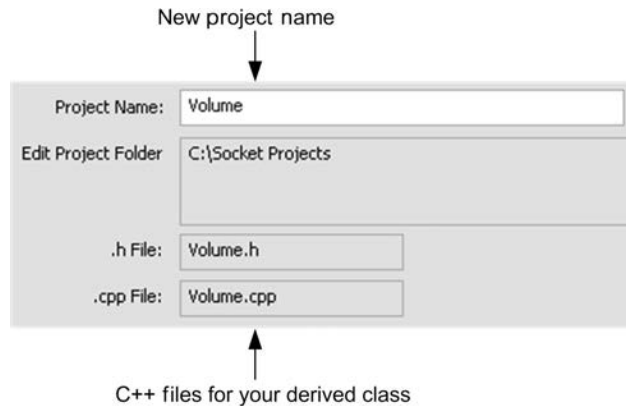 New project name
Project Name: Volume
Edit Project Folder C:\Socket Projects
.h File: Volume.h
.cpp File: Volume.cpp
C++ files for your derived class